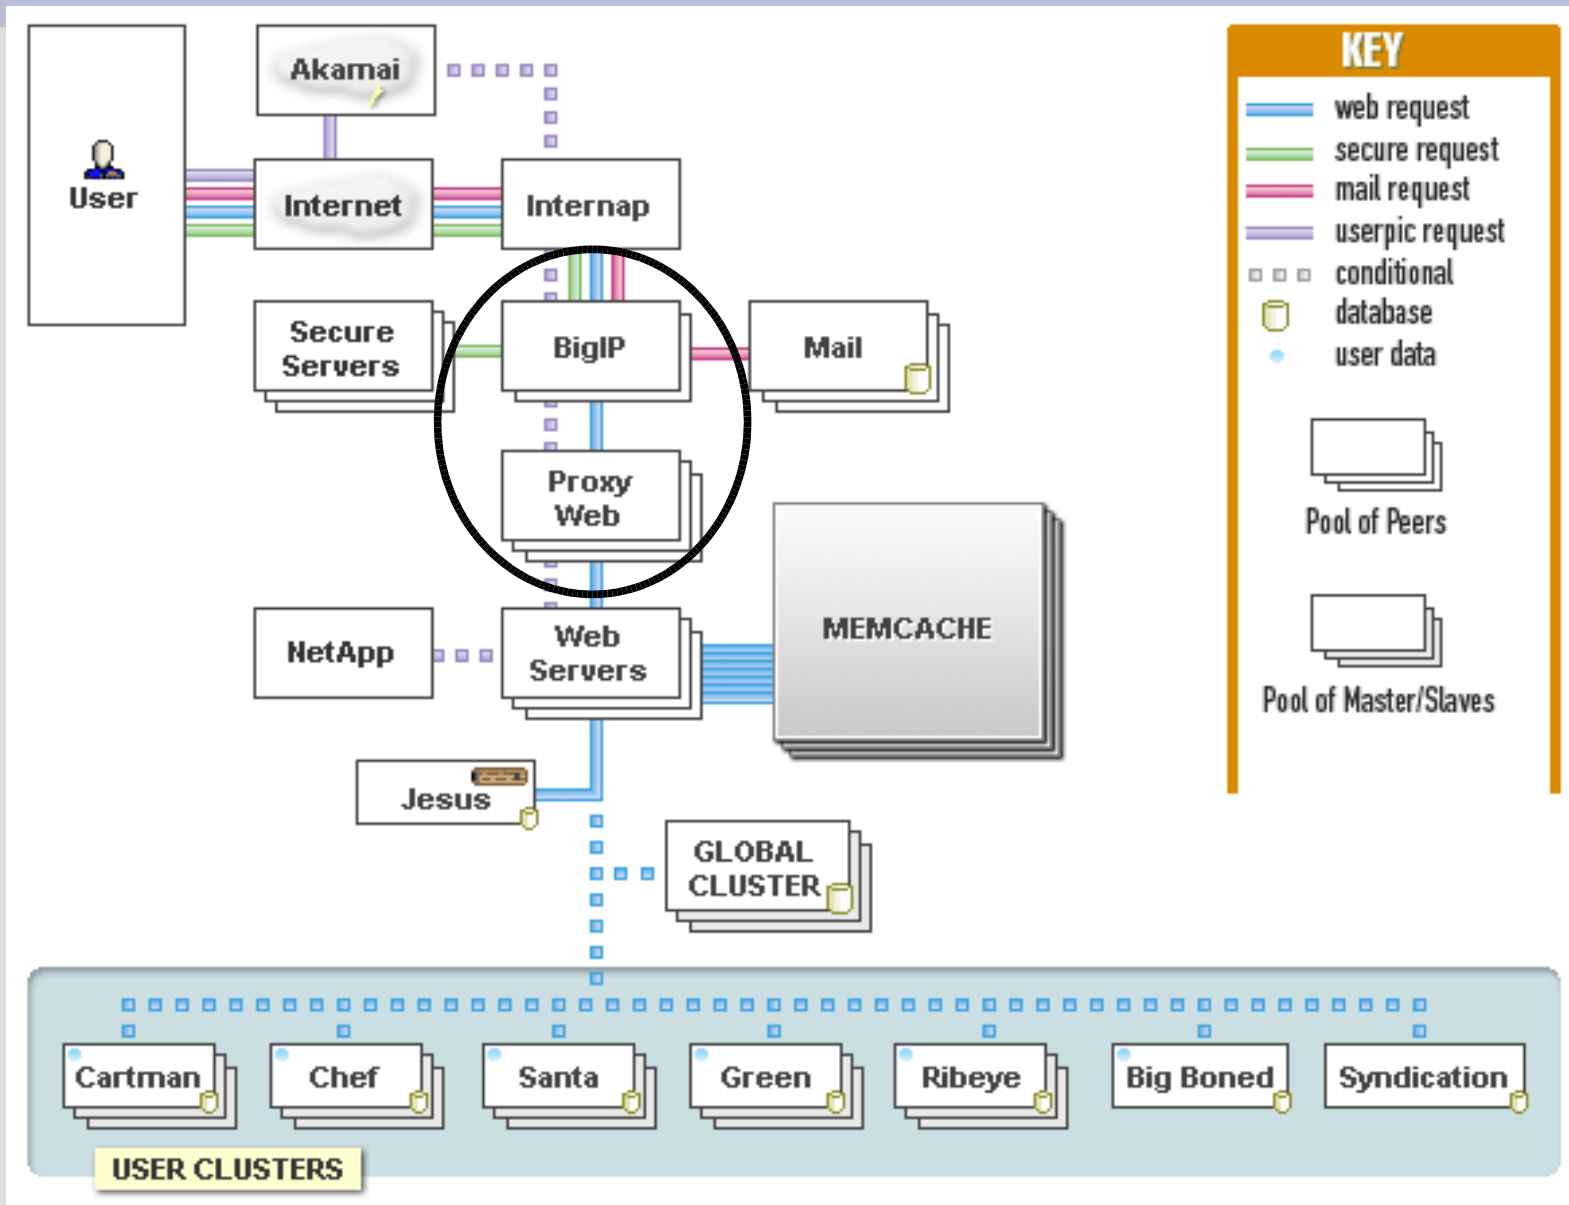 Akamai
User
Internet
Internap
Secure
Servers
BigIP
Mail
Proxy
Web
NetApp
Web
Servers
MEMCACHE
Jesus
GLOBAL
CLUSTER
Cartman
Chef
Santa
Green
Ribeye
Big Boned
Syndication
USER CLUSTERS
KEY
web request
secure request
mail request
userpic request
conditional
database
user data
Pool of Peers
Pool of Master/Slaves